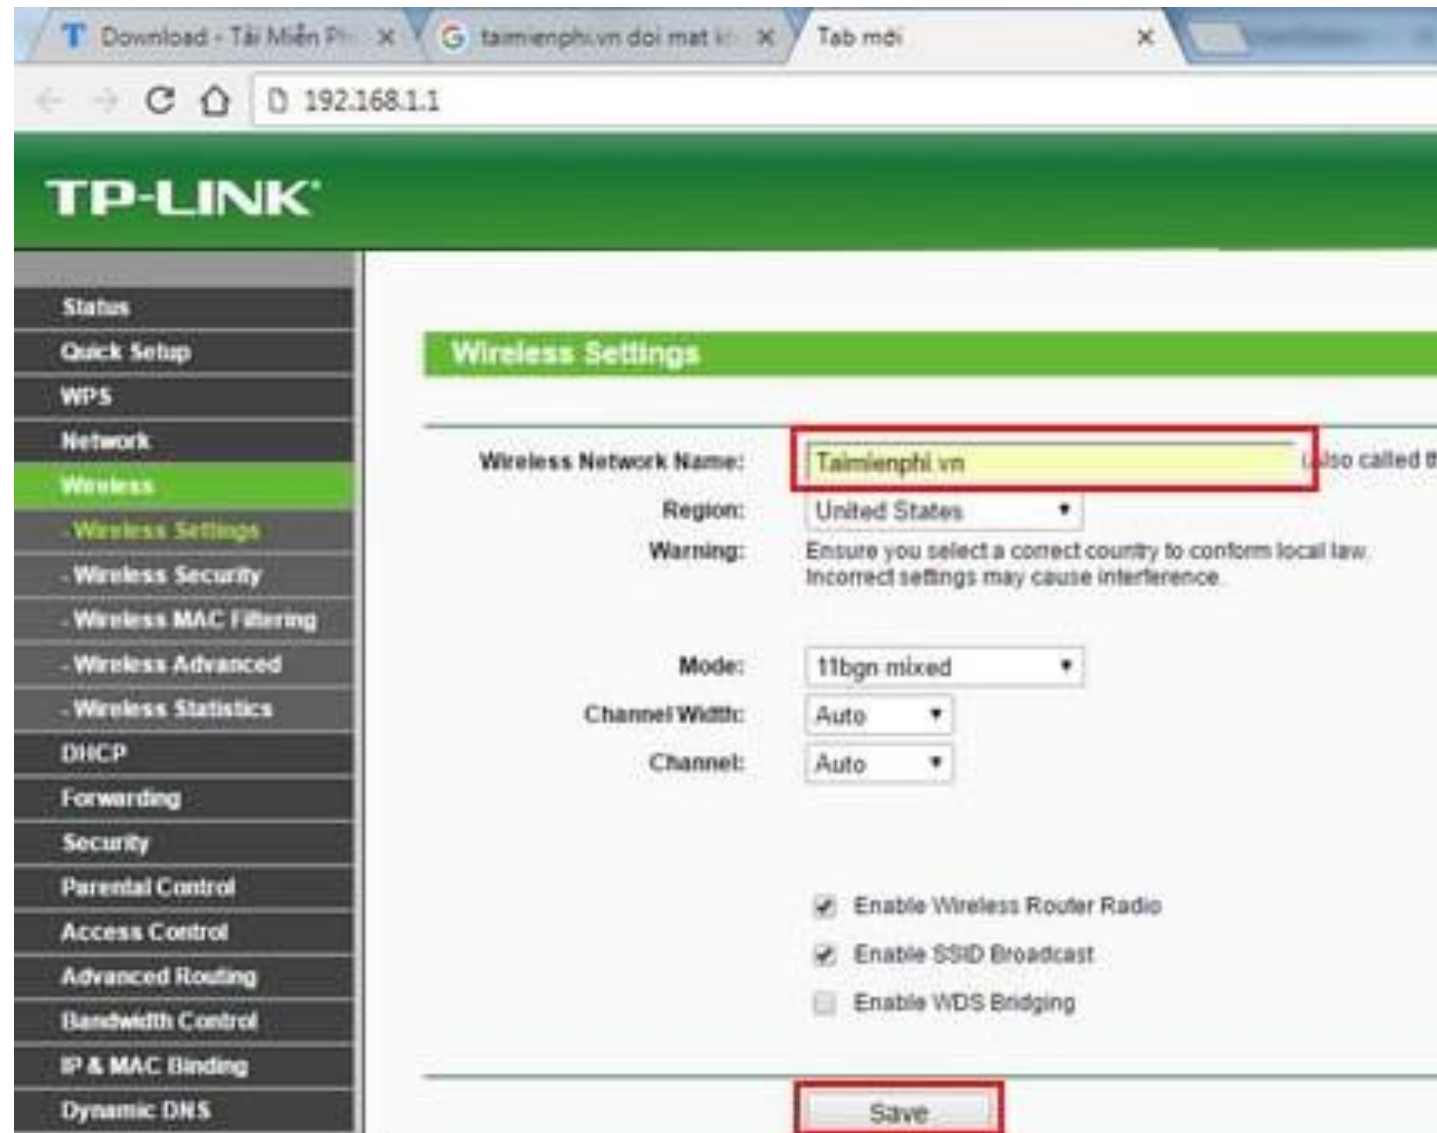 T Download - Tải Miễn Ph
G taimienphi.vn doi mat kh
Tab mới
192.168.1.1
TP-LINK
Status
Quick Setup
WPS
Network
Wireless
- Wireless Settings
- Wireless Security
- Wireless MAC Filtering
- Wireless Advanced
- Wireless Statistics
DHCP
Forwarding
Security
Parental Control
Access Control
Advanced Routing
Bandwidth Control
IP & MAC Binding
Dynamic DNS
Wireless Settings
Wireless Network Name: Taimienphi.vn (Also called th
Region: United States
Warning: Ensure you select a correct country to conform local law.
Incorrect settings may cause interference.
Mode: 11bgn mixed
Channel Width: Auto
Channel: Auto
Enable Wireless Router Radio
Enable SSID Broadcast
Enable WDS Bridging
Save